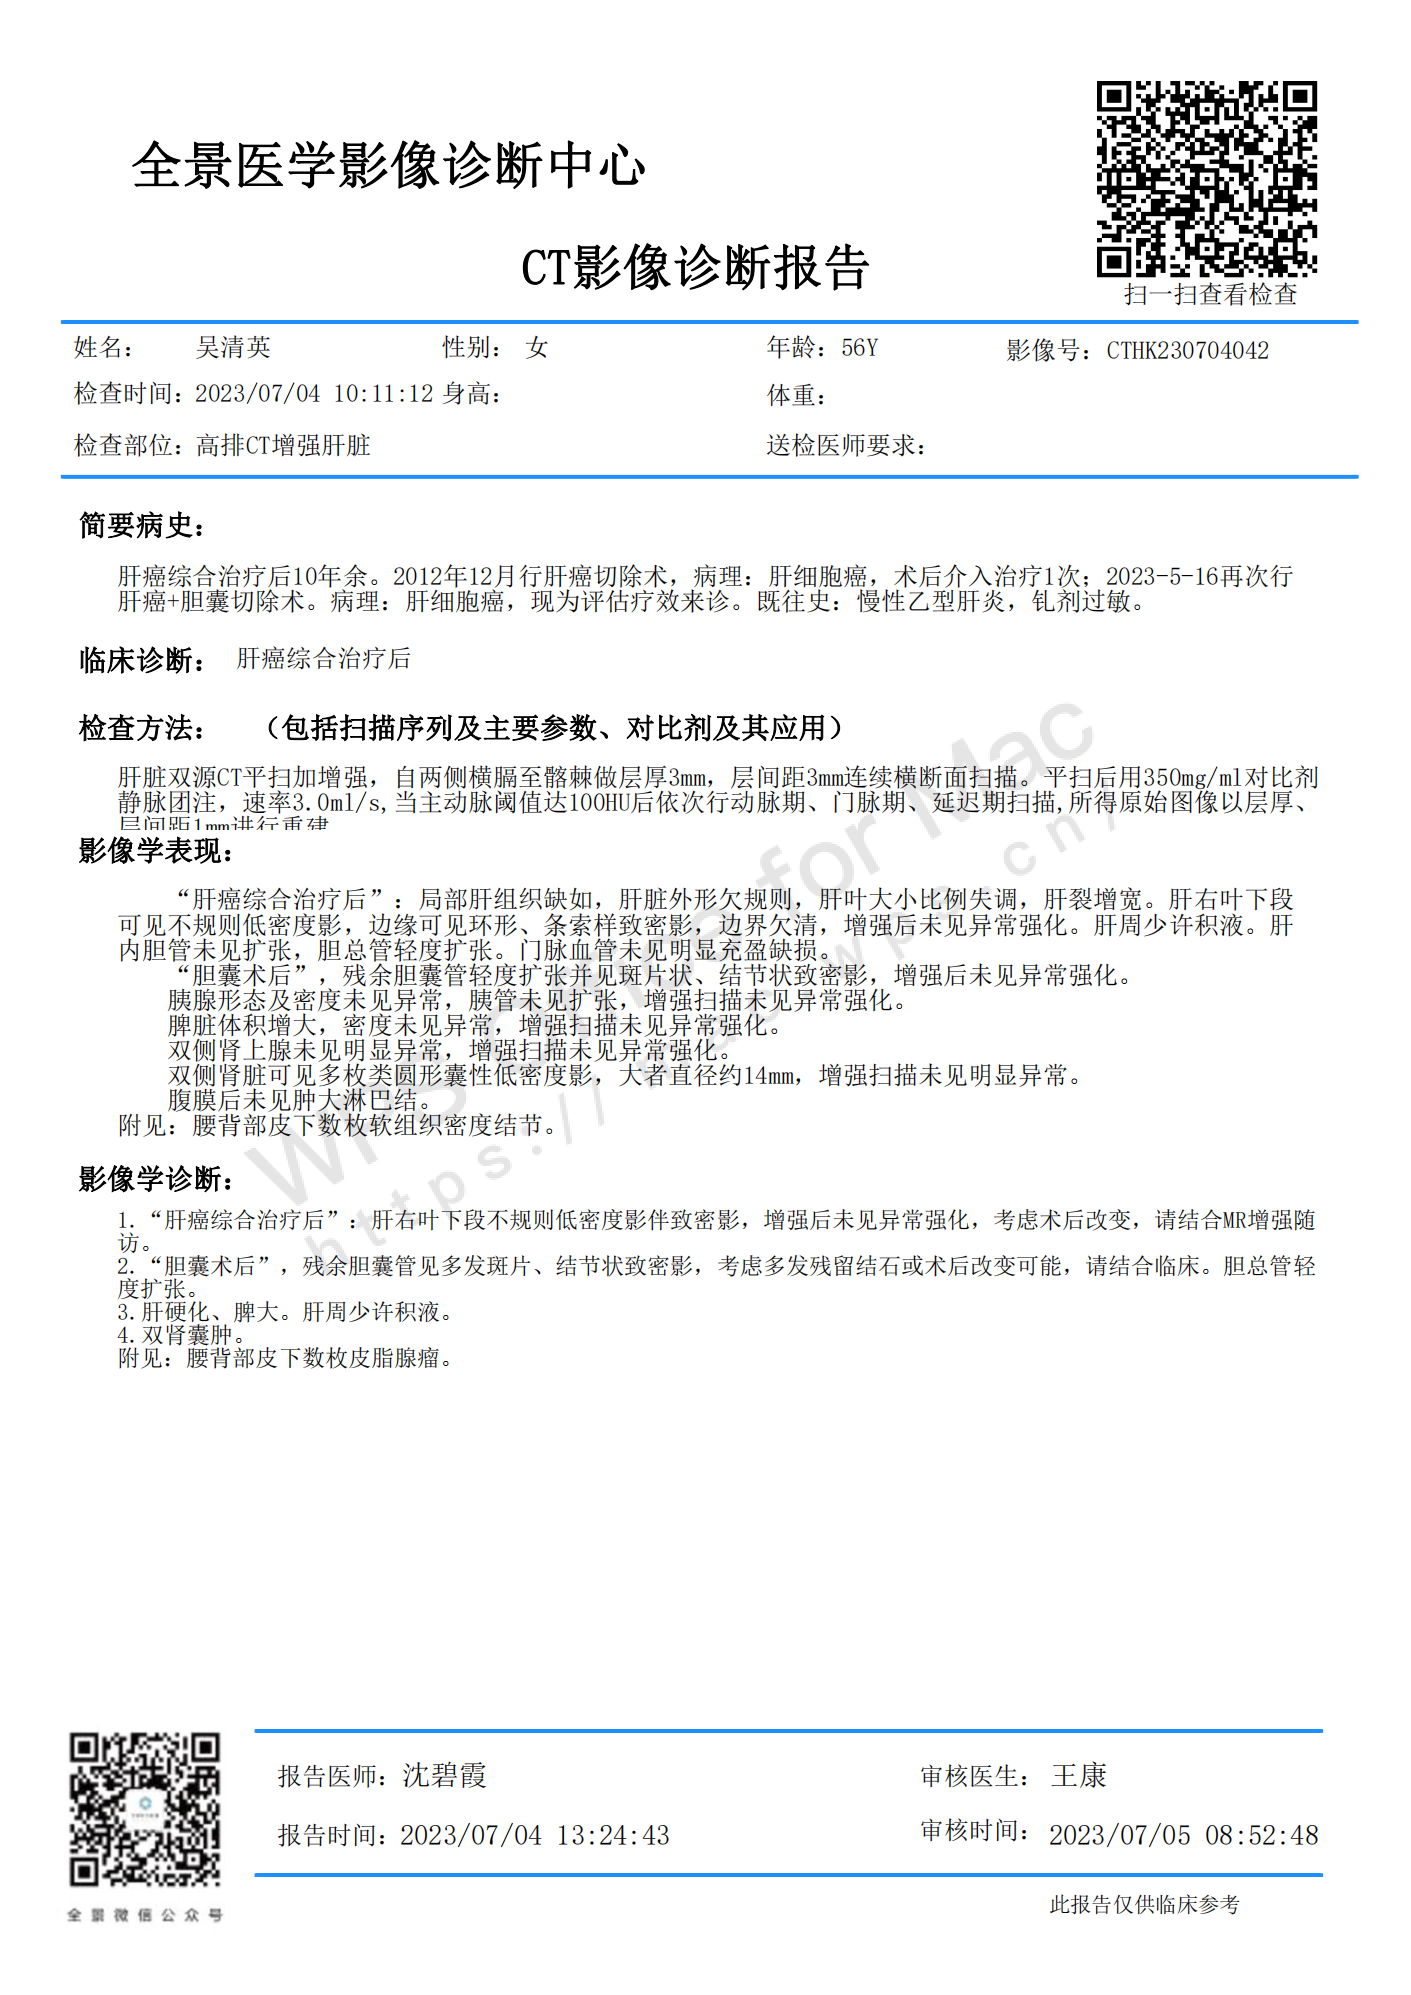 全景医学影像诊断中心
CT影像诊断报告
扫一扫查看检查
姓名： 吴清英 性别： 女 年龄：56Y 影像号：CTHK230704042
检查时间：2023/07/04 10:11:12 身高： 体重：
检查部位：高排CT增强肝脏 送检医师要求：
简要病史：
肝癌综合治疗后10年余。2012年12月行肝癌切除术，病理：肝细胞癌，术后介入治疗1次；2023-5-16再次行
肝癌+胆囊切除术。病理：肝细胞癌，现为评估疗效来诊。既往史：慢性乙型肝炎，钆剂过敏。
临床诊断： 肝癌综合治疗后
检查方法： （包括扫描序列及主要参数、对比剂及其应用）
肝脏双源CT平扫加增强，自两侧横膈至髂棘做层厚3mm，层间距3mm连续横断面扫描。平扫后用350mg/ml对比剂
静脉团注，速率3.0ml/s,当主动脉阈值达100HU后依次行动脉期、门脉期、延迟期扫描,所得原始图像以层厚、
层间距1mm进行重建
影像学表现：
“肝癌综合治疗后”：局部肝组织缺如，肝脏外形欠规则，肝叶大小比例失调，肝裂增宽。肝右叶下段
可见不规则低密度影，边缘可见环形、条索样致密影，边界欠清，增强后未见异常强化。肝周少许积液。肝
内胆管未见扩张，胆总管轻度扩张。门脉血管未见明显充盈缺损。
“胆囊术后”，残余胆囊管轻度扩张并见斑片状、结节状致密影，增强后未见异常强化。
胰腺形态及密度未见异常，胰管未见扩张，增强扫描未见异常强化。
脾脏体积增大，密度未见异常，增强扫描未见异常强化。
双侧肾上腺未见明显异常，增强扫描未见异常强化。
双侧肾脏可见多枚类圆形囊性低密度影，大者直径约14mm，增强扫描未见明显异常。
腹膜后未见肿大淋巴结。
附见：腰背部皮下数枚软组织密度结节。
影像学诊断：
1.“肝癌综合治疗后”：肝右叶下段不规则低密度影伴致密影，增强后未见异常强化，考虑术后改变，请结合MR增强随
访。
2.“胆囊术后”，残余胆囊管见多发斑片、结节状致密影，考虑多发残留结石或术后改变可能，请结合临床。胆总管轻
度扩张。
3.肝硬化、脾大。肝周少许积液。
4.双肾囊肿。
附见：腰背部皮下数枚皮脂腺瘤。
WPS Office for Mac
https://mac.wps.cn/
报告医师：沈碧霞 审核医生： 王康
报告时间：2023/07/04 13:24:43 审核时间： 2023/07/05 08:52:48
全景微信公众号
此报告仅供临床参考